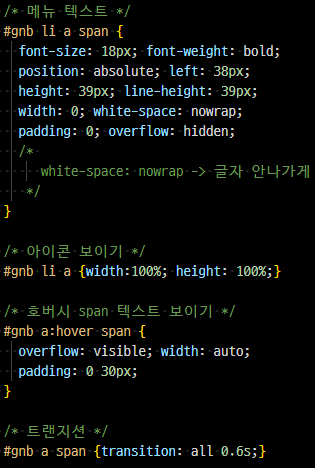 /* 메뉴 텍스트 */
#gnb li a span {
font-size: 18px; font-weight: bold;
position: absolute; left: 38px;
height: 39px; line-height: 39px;
width: 0; white-space: nowrap;
padding: 0; overflow: hidden;
/*
white-space: nowrap -> 글자 안나가게
*/
}
/* 아이콘 보이기 */
#gnb li a {width:100%; height: 100%;}
/* 호버시 span 텍스트 보이기 */
#gnb a:hover span {
overflow: visible; width: auto;
padding: 0 30px;
}
/* 트랜지션 */
#gnb a span {transition: all 0.6s;}